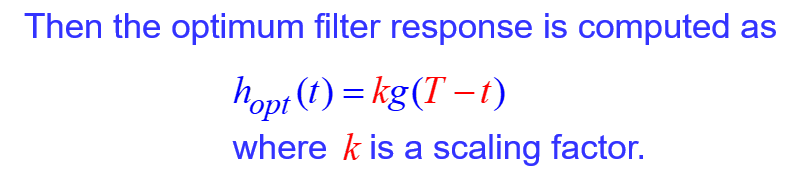 Then the optimum filter response is computed as
h_opt(t) = kg(T − t)
where k is a scaling factor.